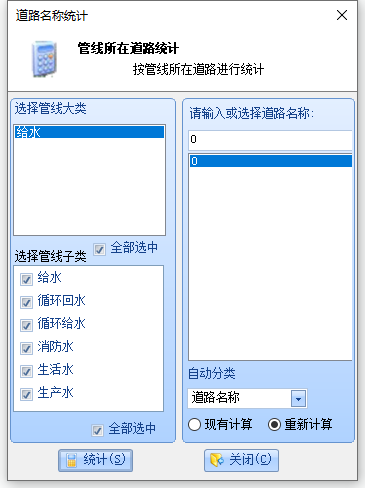 道路名称统计
管线所在道路统计
按管线所在道路进行统计
选择管线大类
给水
全部选中
选择管线子类
给水
循环回水
循环给水
消防水
生活水
生产水
全部选中
请输入或选择道路名称:
0
0
自动分类
道路名称
现有计算
重新计算
统计(S)
关闭(C)